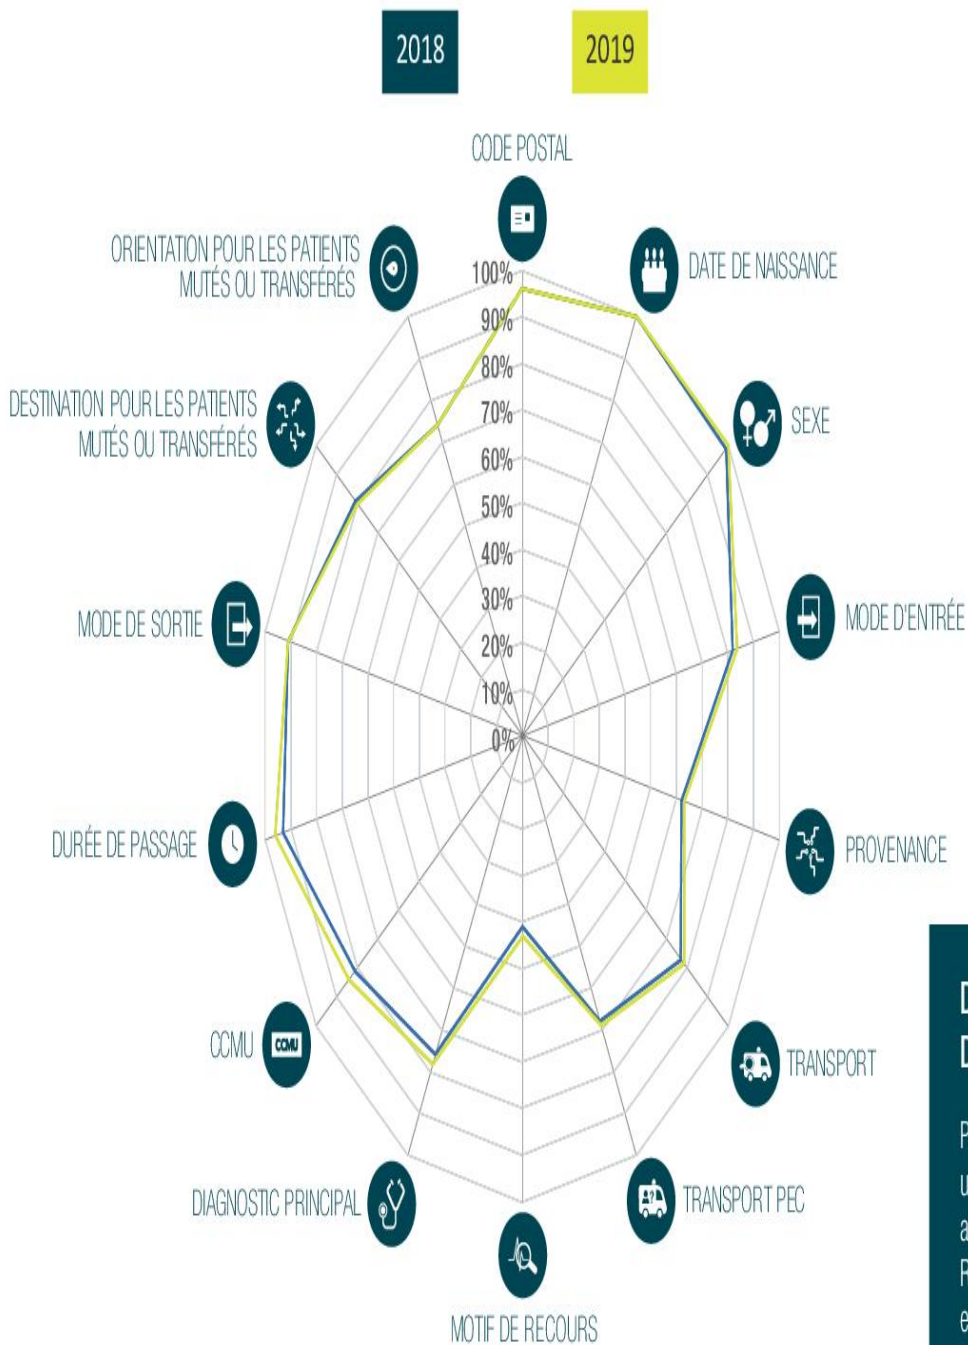 2018
2019
CODE POSTAL
ORIENTATION POUR LES PATIENTS
MUTÉS OU TRANSFÉRÉS
DATE DE NAISSANCE
DESTINATION POUR LES PATIENTS
MUTÉS OU TRANSFÉRÉS
SEXE
MODE DE SORTIE
MODE D'ENTRÉE
DURÉE DE PASSAGE
PROVENANCE
CCMU
CCMU
TRANSPORT
DIAGNOSTIC PRINCIPAL
TRANSPORT PEC
MOTIF DE RECOURS
100%
90%
80%
70%
60%
50%
40%
30%
20%
10%
0%